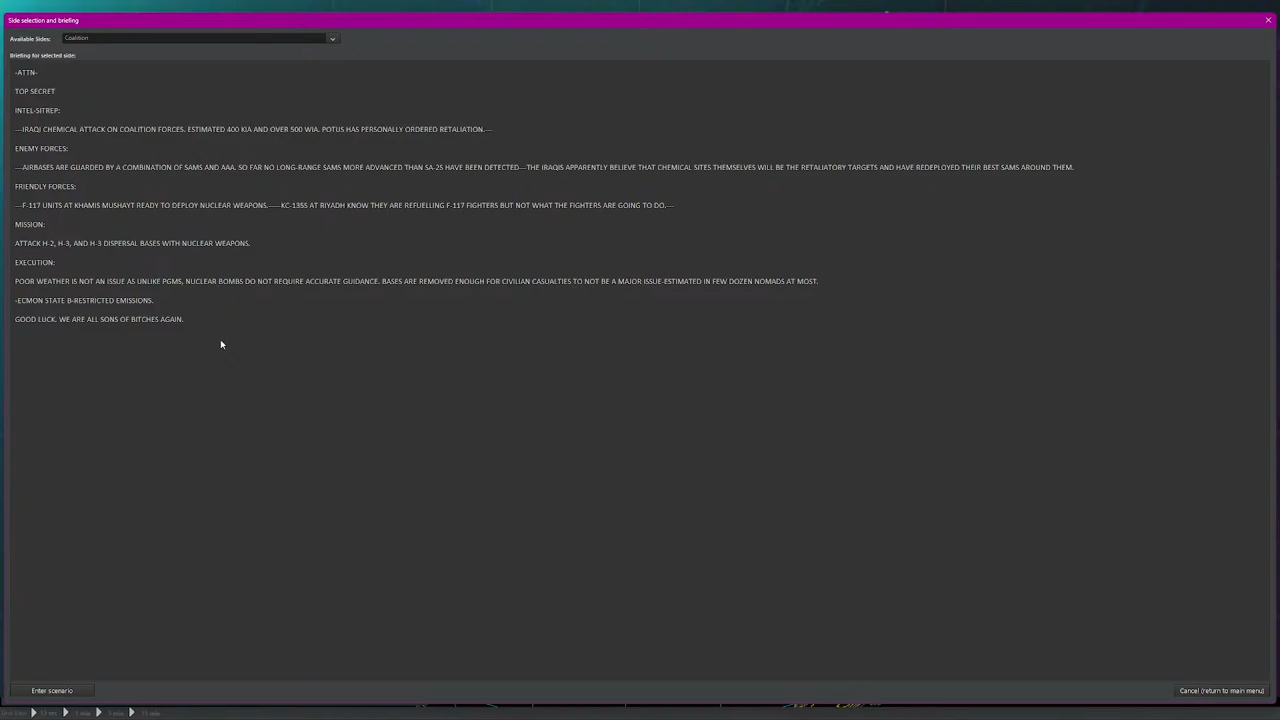 Side selection and briefing
Available Sides: Coalition
Briefing for selected side:
-ATTN-
TOP SECRET
INTEL-SITREP:
---IRAQI CHEMICAL ATTACK ON COALITION FORCES. ESTIMATED 400 KIA AND OVER 500 WIA. POTUS HAS PERSONALLY ORDERED RETALIATION.---
ENEMY FORCES:
---AIRBASES ARE GUARDED BY A COMBINATION OF SAMS AND AAA. SO FAR NO LONG-RANGE SAMS MORE ADVANCED THAN SA-2S HAVE BEEN DETECTED---THE IRAQIS APPARENTLY BELIEVE THAT CHEMICAL SITES THEMSELVES WILL BE THE RETALIATORY TARGETS AND HAVE REDEPLOYED THEIR BEST SAMS AROUND THEM.
FRIENDLY FORCES:
---F-117 UNITS AT KHAMIS MUSHAYT READY TO DEPLOY NUCLEAR WEAPONS.------KC-135S AT RIYADH KNOW THEY ARE REFUELLING F-117 FIGHTERS BUT NOT WHAT THE FIGHTERS ARE GOING TO DO.---
MISSION:
ATTACK H-2, H-3, AND H-3 DISPERSAL BASES WITH NUCLEAR WEAPONS.
EXECUTION:
POOR WEATHER IS NOT AN ISSUE AS UNLIKE PGMS, NUCLEAR BOMBS DO NOT REQUIRE ACCURATE GUIDANCE. BASES ARE REMOVED ENOUGH FOR CIVILIAN CASUALTIES TO NOT BE A MAJOR ISSUE-ESTIMATED IN FEW DOZEN NOMADS AT MOST.
-ECMON STATE B-RESTRICTED EMISSIONS.
GOOD LUCK. WE ARE ALL SONS OF BITCHES AGAIN.
Enter scenario
Cancel (return to main menu)